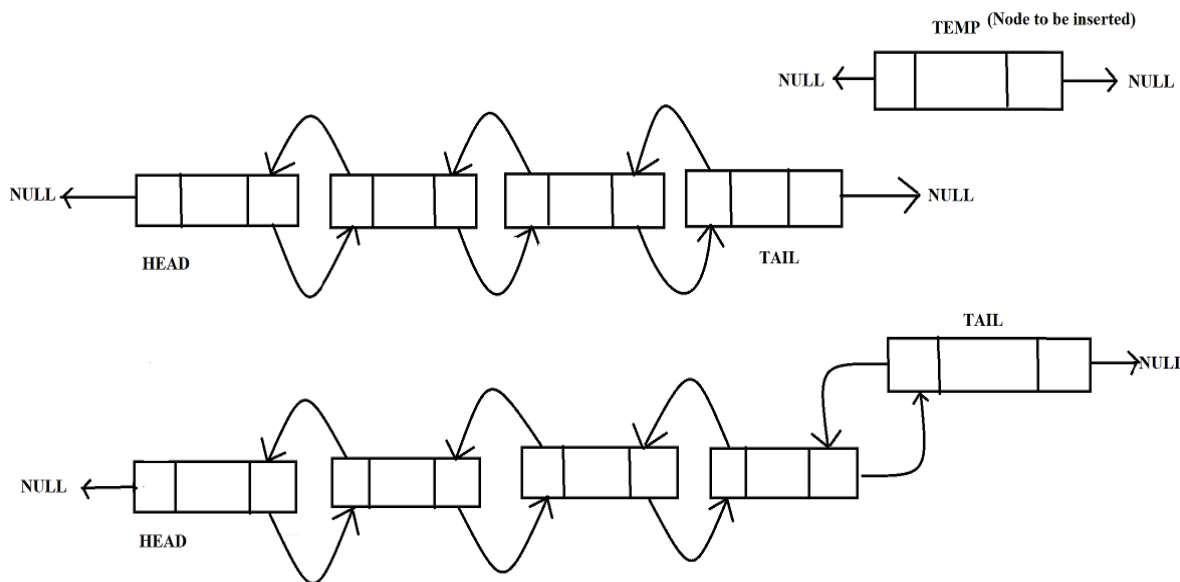 TEMP (Node to be inserted)
NULL
NULL
NULL
NULL
HEAD
TAIL
TAIL
NULI
NULL
HEAD